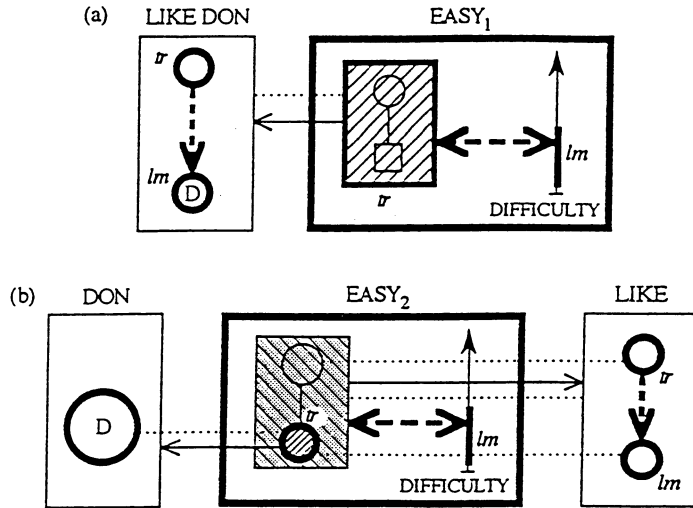 (a) LIKE DON EASY₁
tr
lm
D
tr
lm
DIFFICULTY
(b) DON EASY₂ LIKE
D
tr
lm
DIFFICULTY
tr
lm